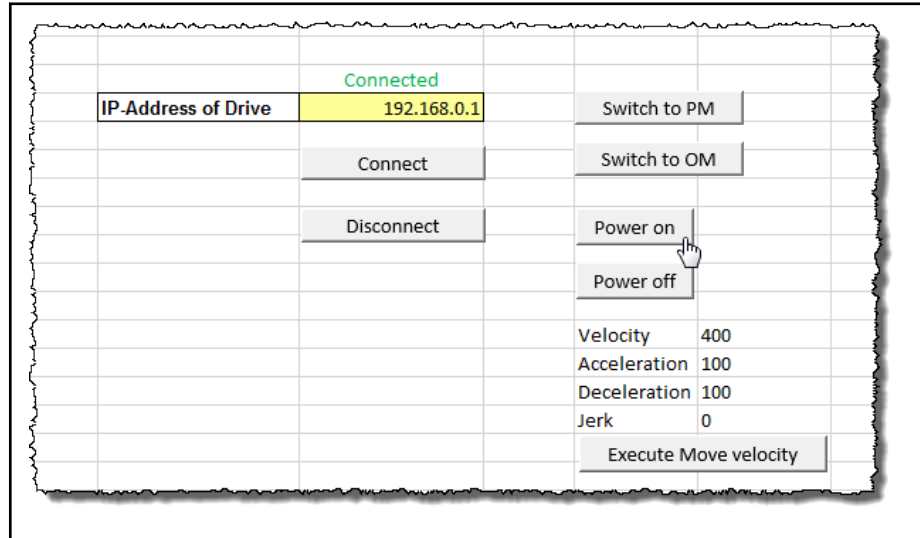 Connected
IP-Address of Drive 192.168.0.1 Switch to PM
Connect Switch to OM
Disconnect Power on
Power off
Velocity 400
Acceleration 100
Deceleration 100
Jerk 0
Execute Move velocity